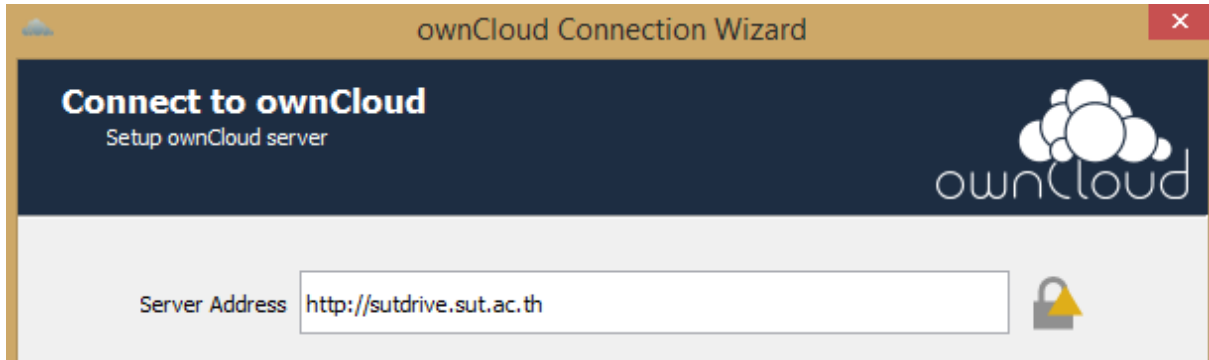 ownCloud Connection Wizard
Connect to ownCloud
Setup ownCloud server
ownCloud
Server Address http://sutdrive.sut.ac.th